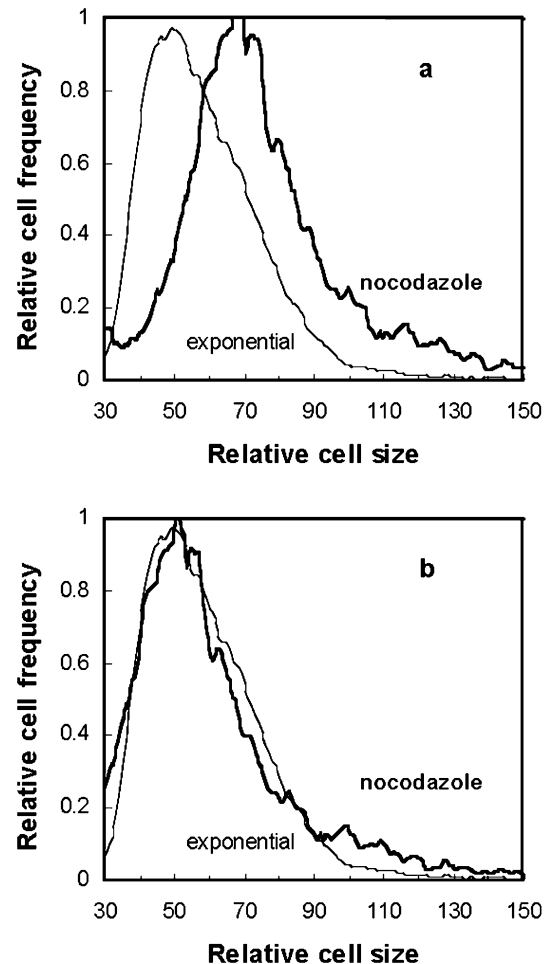 1
a
0.8
0.6
0.4
0.2
0
Relative cell frequency
nocodazole
exponential
30 50 70 90 110 130 150
Relative cell size
1
b
0.8
0.6
0.4
0.2
0
Relative cell frequency
nocodazole
exponential
30 50 70 90 110 130 150
Relative cell size